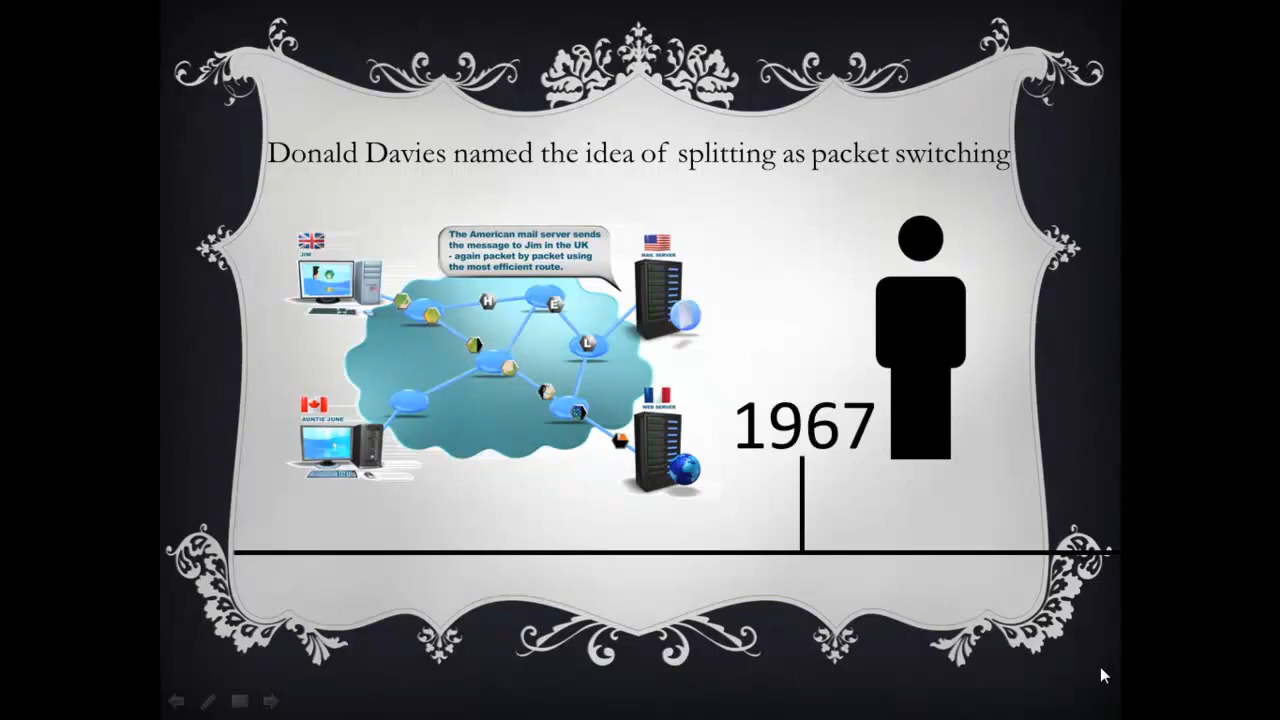 Donald Davies named the idea of splitting as packet switching
The American mail server sends
the message to Jim in the UK
- again packet by packet using
the most efficient route.
JIM
MAIL SERVER
H
E
L
AUNTIE JUNE
WEB SERVER
1967